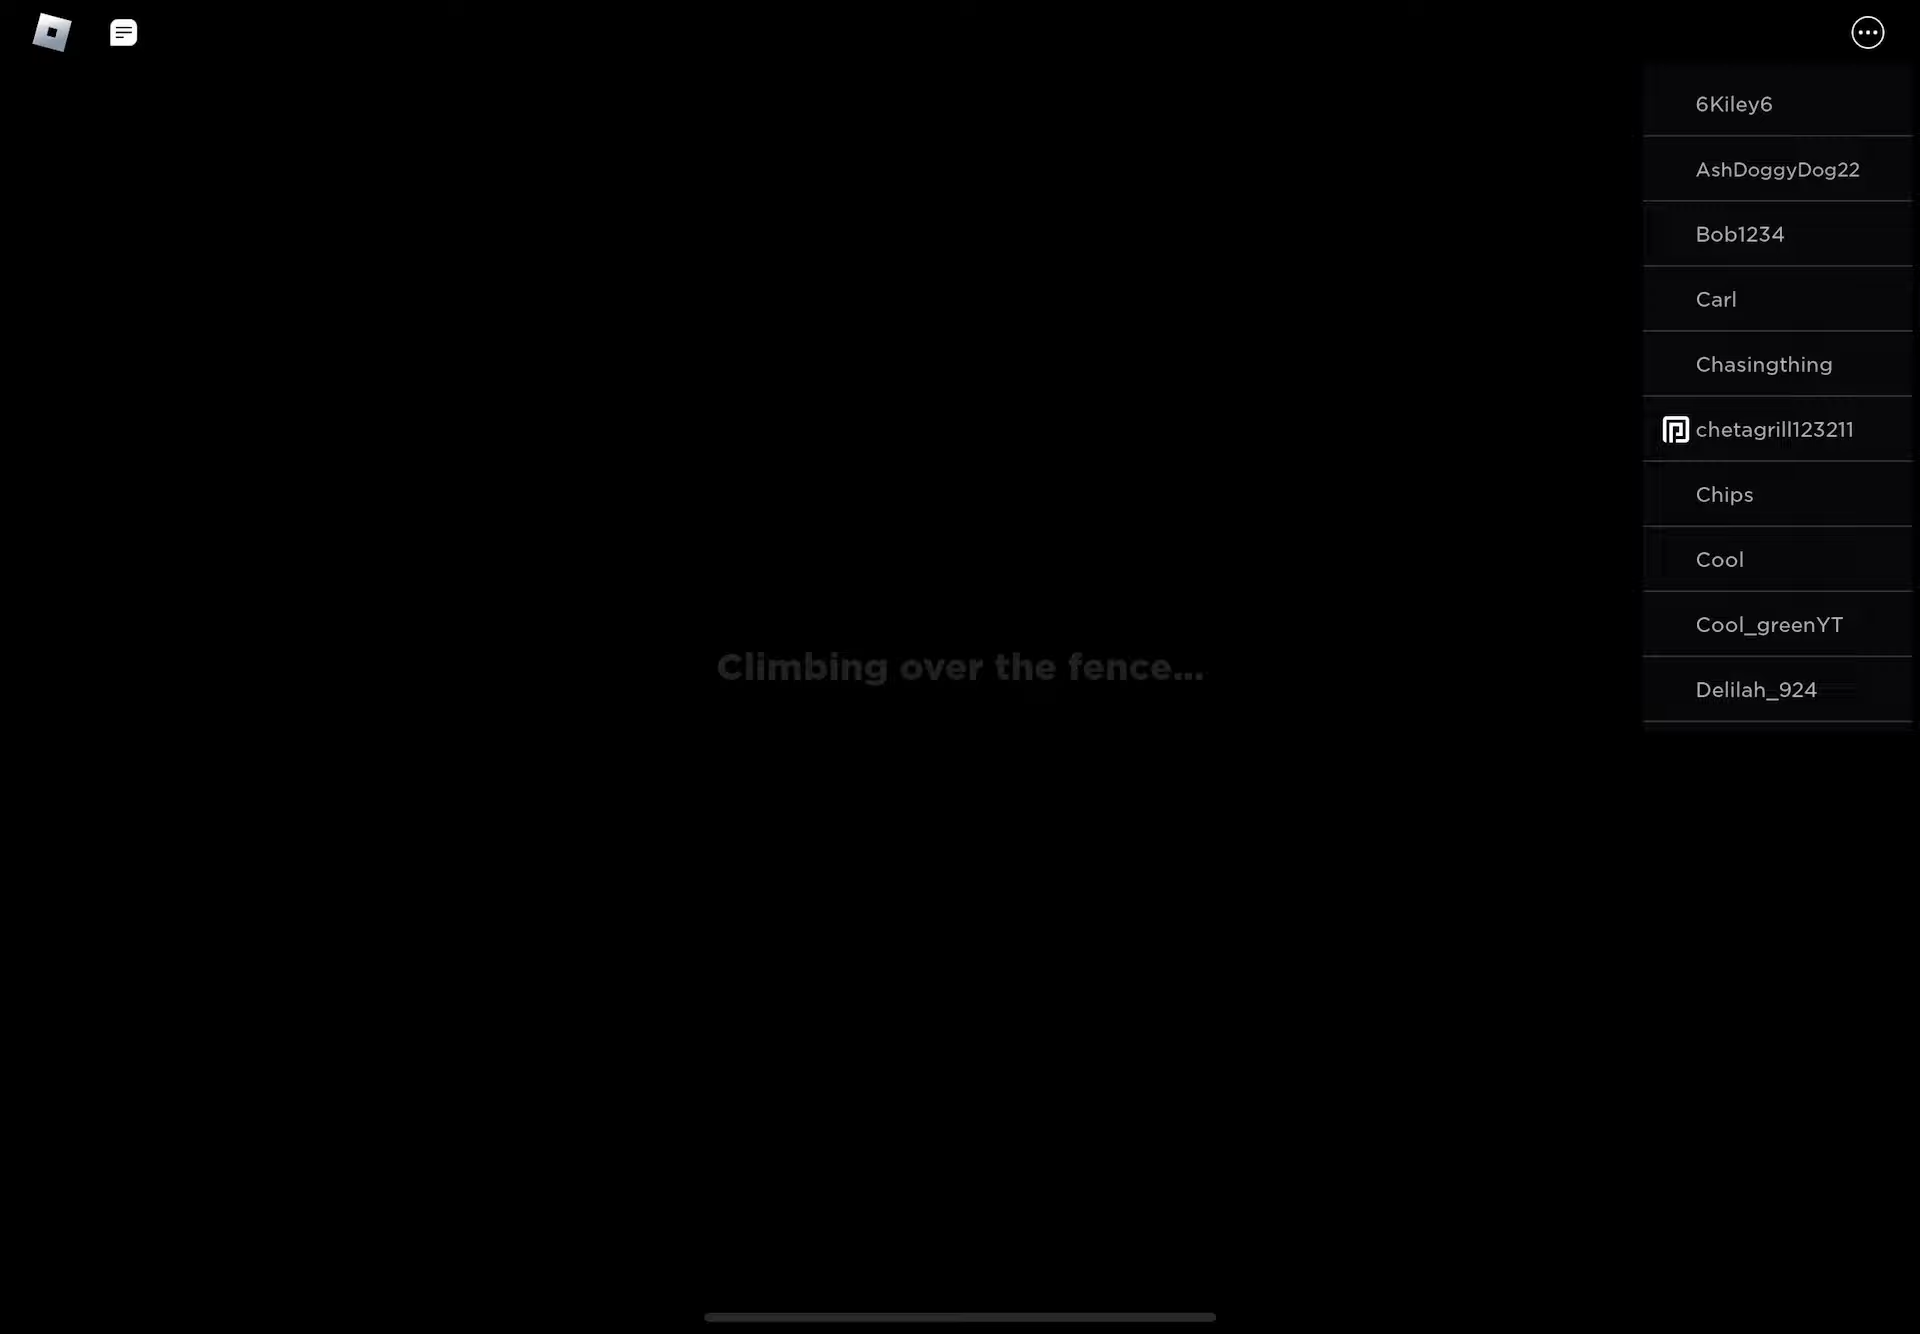 6Kiley6
AshDoggyDog22
Bob1234
Carl
Chasingthing
chetagrill123211
Chips
Cool
Cool_greenYT
Climbing over the fence...
Delilah_924